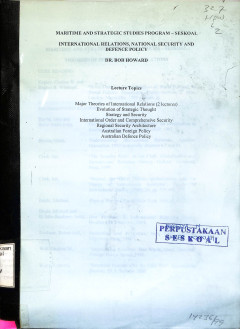 MARITIME AND STRATEGIC STUDIES PROGRAM – SESKOAL
INTERNATIONAL RELATIONS, NATIONAL SECURITY AND
DEFENCE POLICY
DR. BOB HOWARD
Lecture Topics
Major Theories of International Relations (2 lectures)
Evolution of Strategic Thought
Strategy and Security
International Order and Comprehensive Security
Regional Security Architecture
Australian Foreign Policy
Australian Defence Policy
PERPUSTAKAAN
SESKOAL